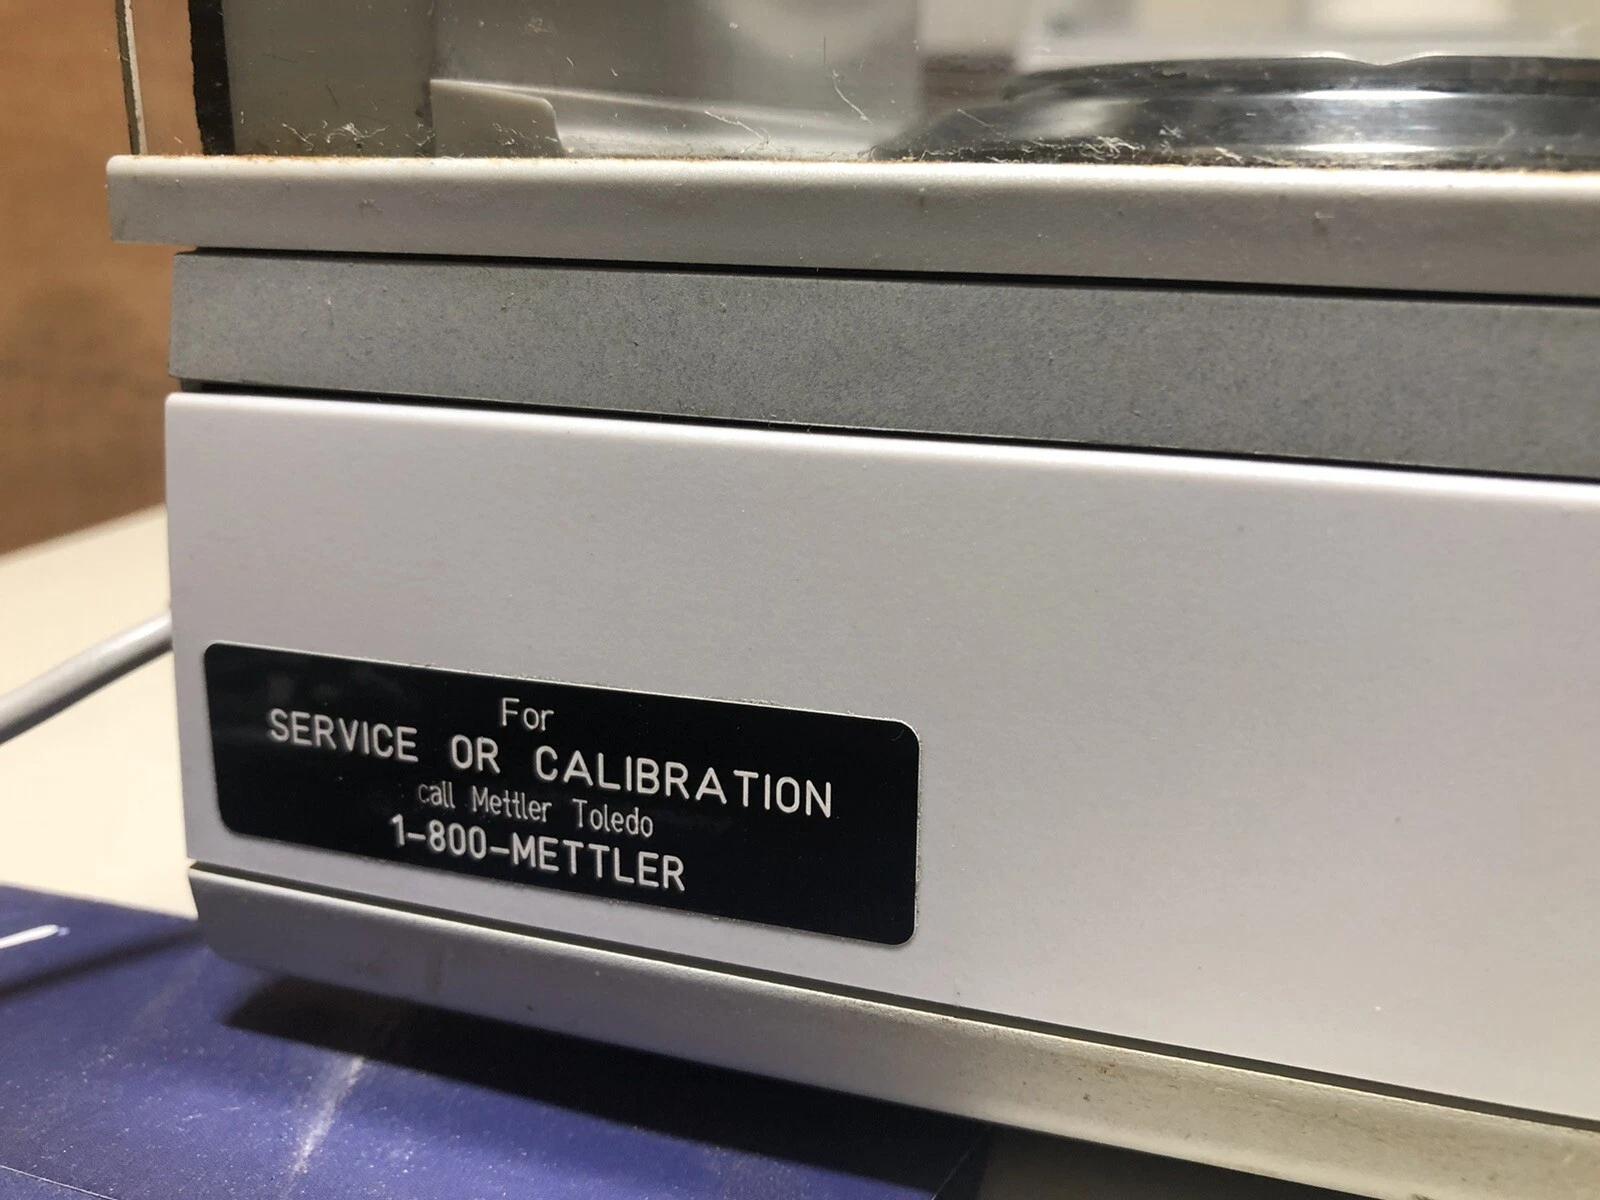 For
SERVICE OR CALIBRATION
call Mettler Toledo
1-800-METTLER